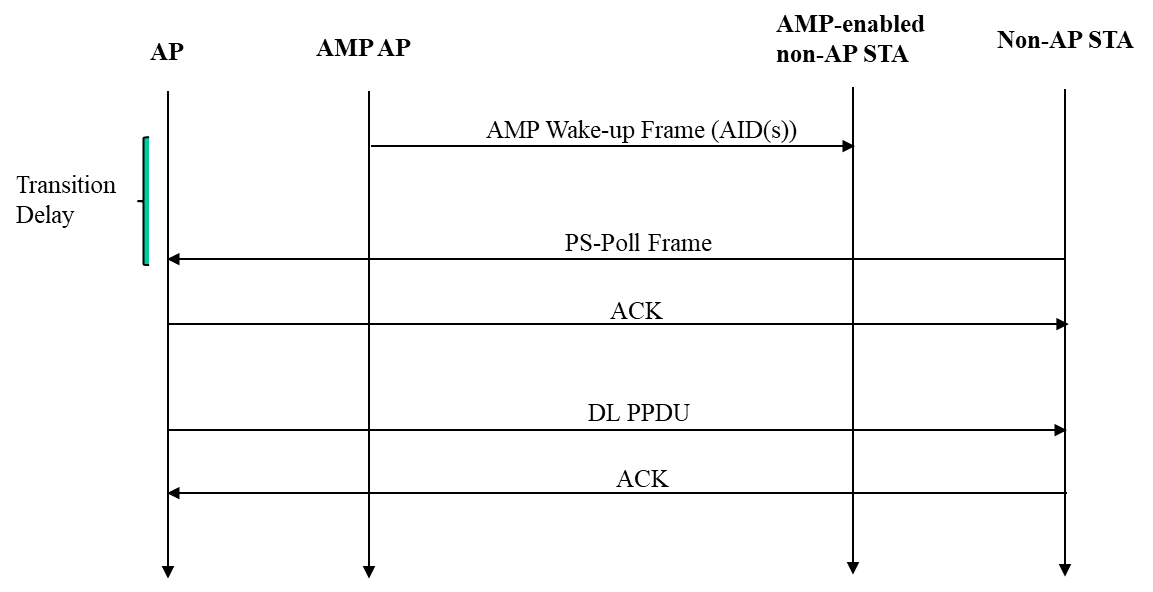 AP
AMP AP
AMP-enabled
non-AP STA
Non-AP STA
AMP Wake-up Frame (AID(s))
Transition
Delay
PS-Poll Frame
ACK
DL PPDU
ACK